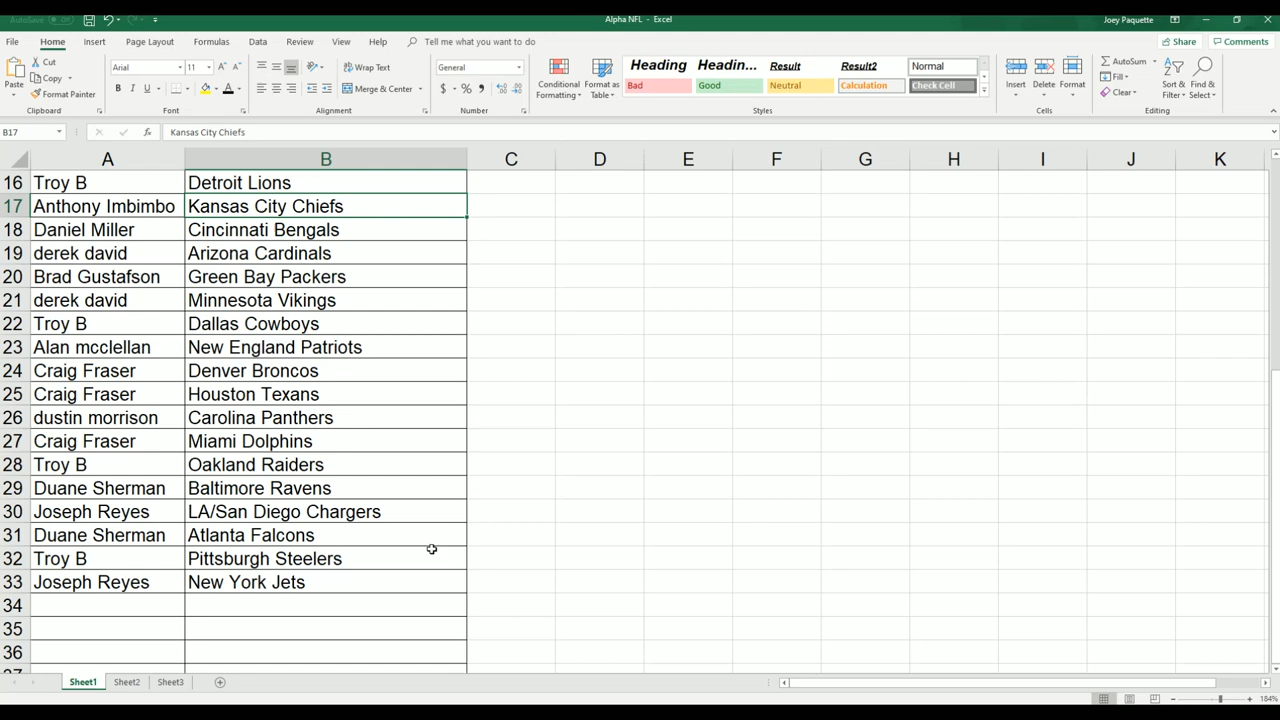 AutoSave Off Alpha NFL - Excel Joey Paquette
File Home Insert Page Layout Formulas Data Review View Help Tell me what you want to do Share Comments
Paste Cut Copy Format Painter Clipboard
Arial 11 A A B I U A Font
Wrap Text Merge & Center Alignment
General $ % , Number
Conditional Formatting Format as Table
Heading Headin... Result Result2 Normal
Bad Good Neutral Calculation Check Cell
Styles
Insert Delete Format Cells
AutoSum Fill Clear Sort & Filter Find & Select Editing
B17 fx Kansas City Chiefs
A B C D E F G H I J K
16 Troy B Detroit Lions
17 Anthony Imbimbo Kansas City Chiefs
18 Daniel Miller Cincinnati Bengals
19 derek david Arizona Cardinals
20 Brad Gustafson Green Bay Packers
21 derek david Minnesota Vikings
22 Troy B Dallas Cowboys
23 Alan mcclellan New England Patriots
24 Craig Fraser Denver Broncos
25 Craig Fraser Houston Texans
26 dustin morrison Carolina Panthers
27 Craig Fraser Miami Dolphins
28 Troy B Oakland Raiders
29 Duane Sherman Baltimore Ravens
30 Joseph Reyes LA/San Diego Chargers
31 Duane Sherman Atlanta Falcons
32 Troy B Pittsburgh Steelers
33 Joseph Reyes New York Jets
34
35
36
37
Sheet1 Sheet2 Sheet3
184%